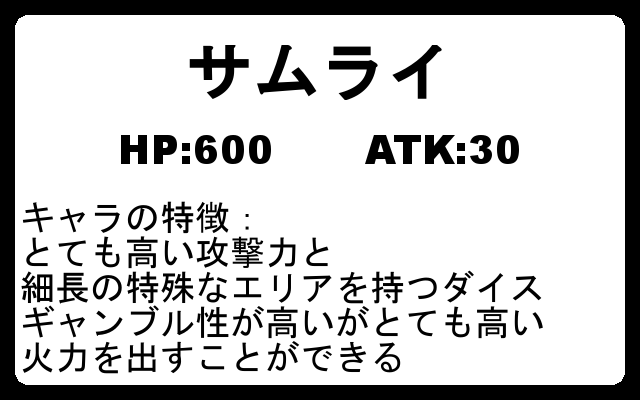 サムライ
HP:600 ATK:30
キャラの特徴：
とても高い攻撃力と
細長の特殊なエリアを持つダイス
ギャンブル性が高いがとても高い
火力を出すことができる